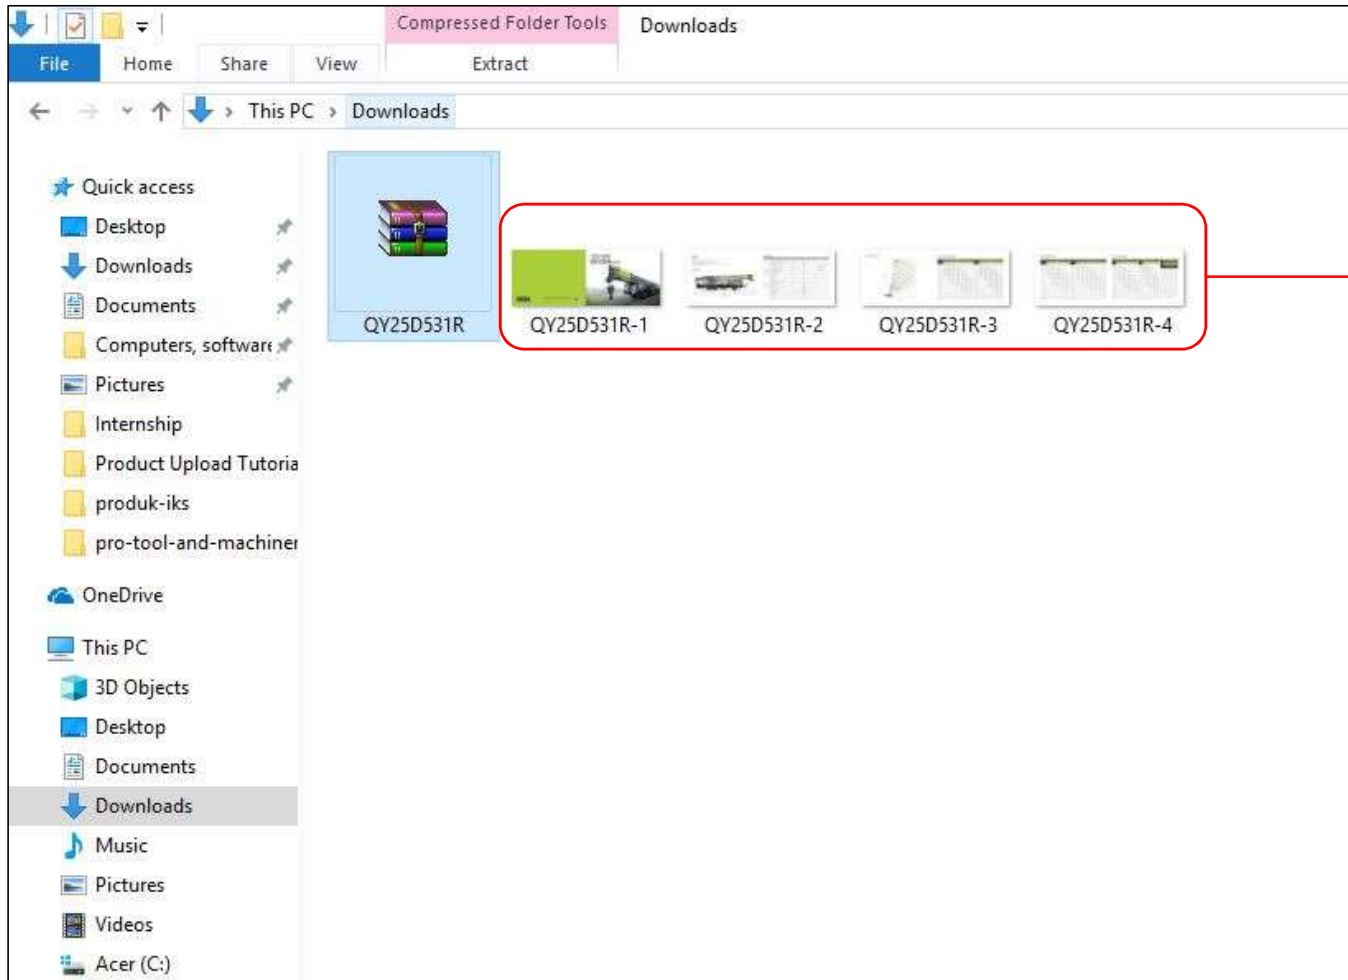 Compressed Folder Tools
Downloads
File
Home
Share
View
Extract
This PC
Downloads
Quick access
Desktop
Downloads
Documents
Computers, software
Pictures
Internship
Product Upload Tutoria
produk-iks
pro-tool-and-machiner
OneDrive
This PC
3D Objects
Desktop
Documents
Downloads
Music
Pictures
Videos
Acer (C:)
QY25D531R
QY25D531R-1
QY25D531R-2
QY25D531R-3
QY25D531R-4